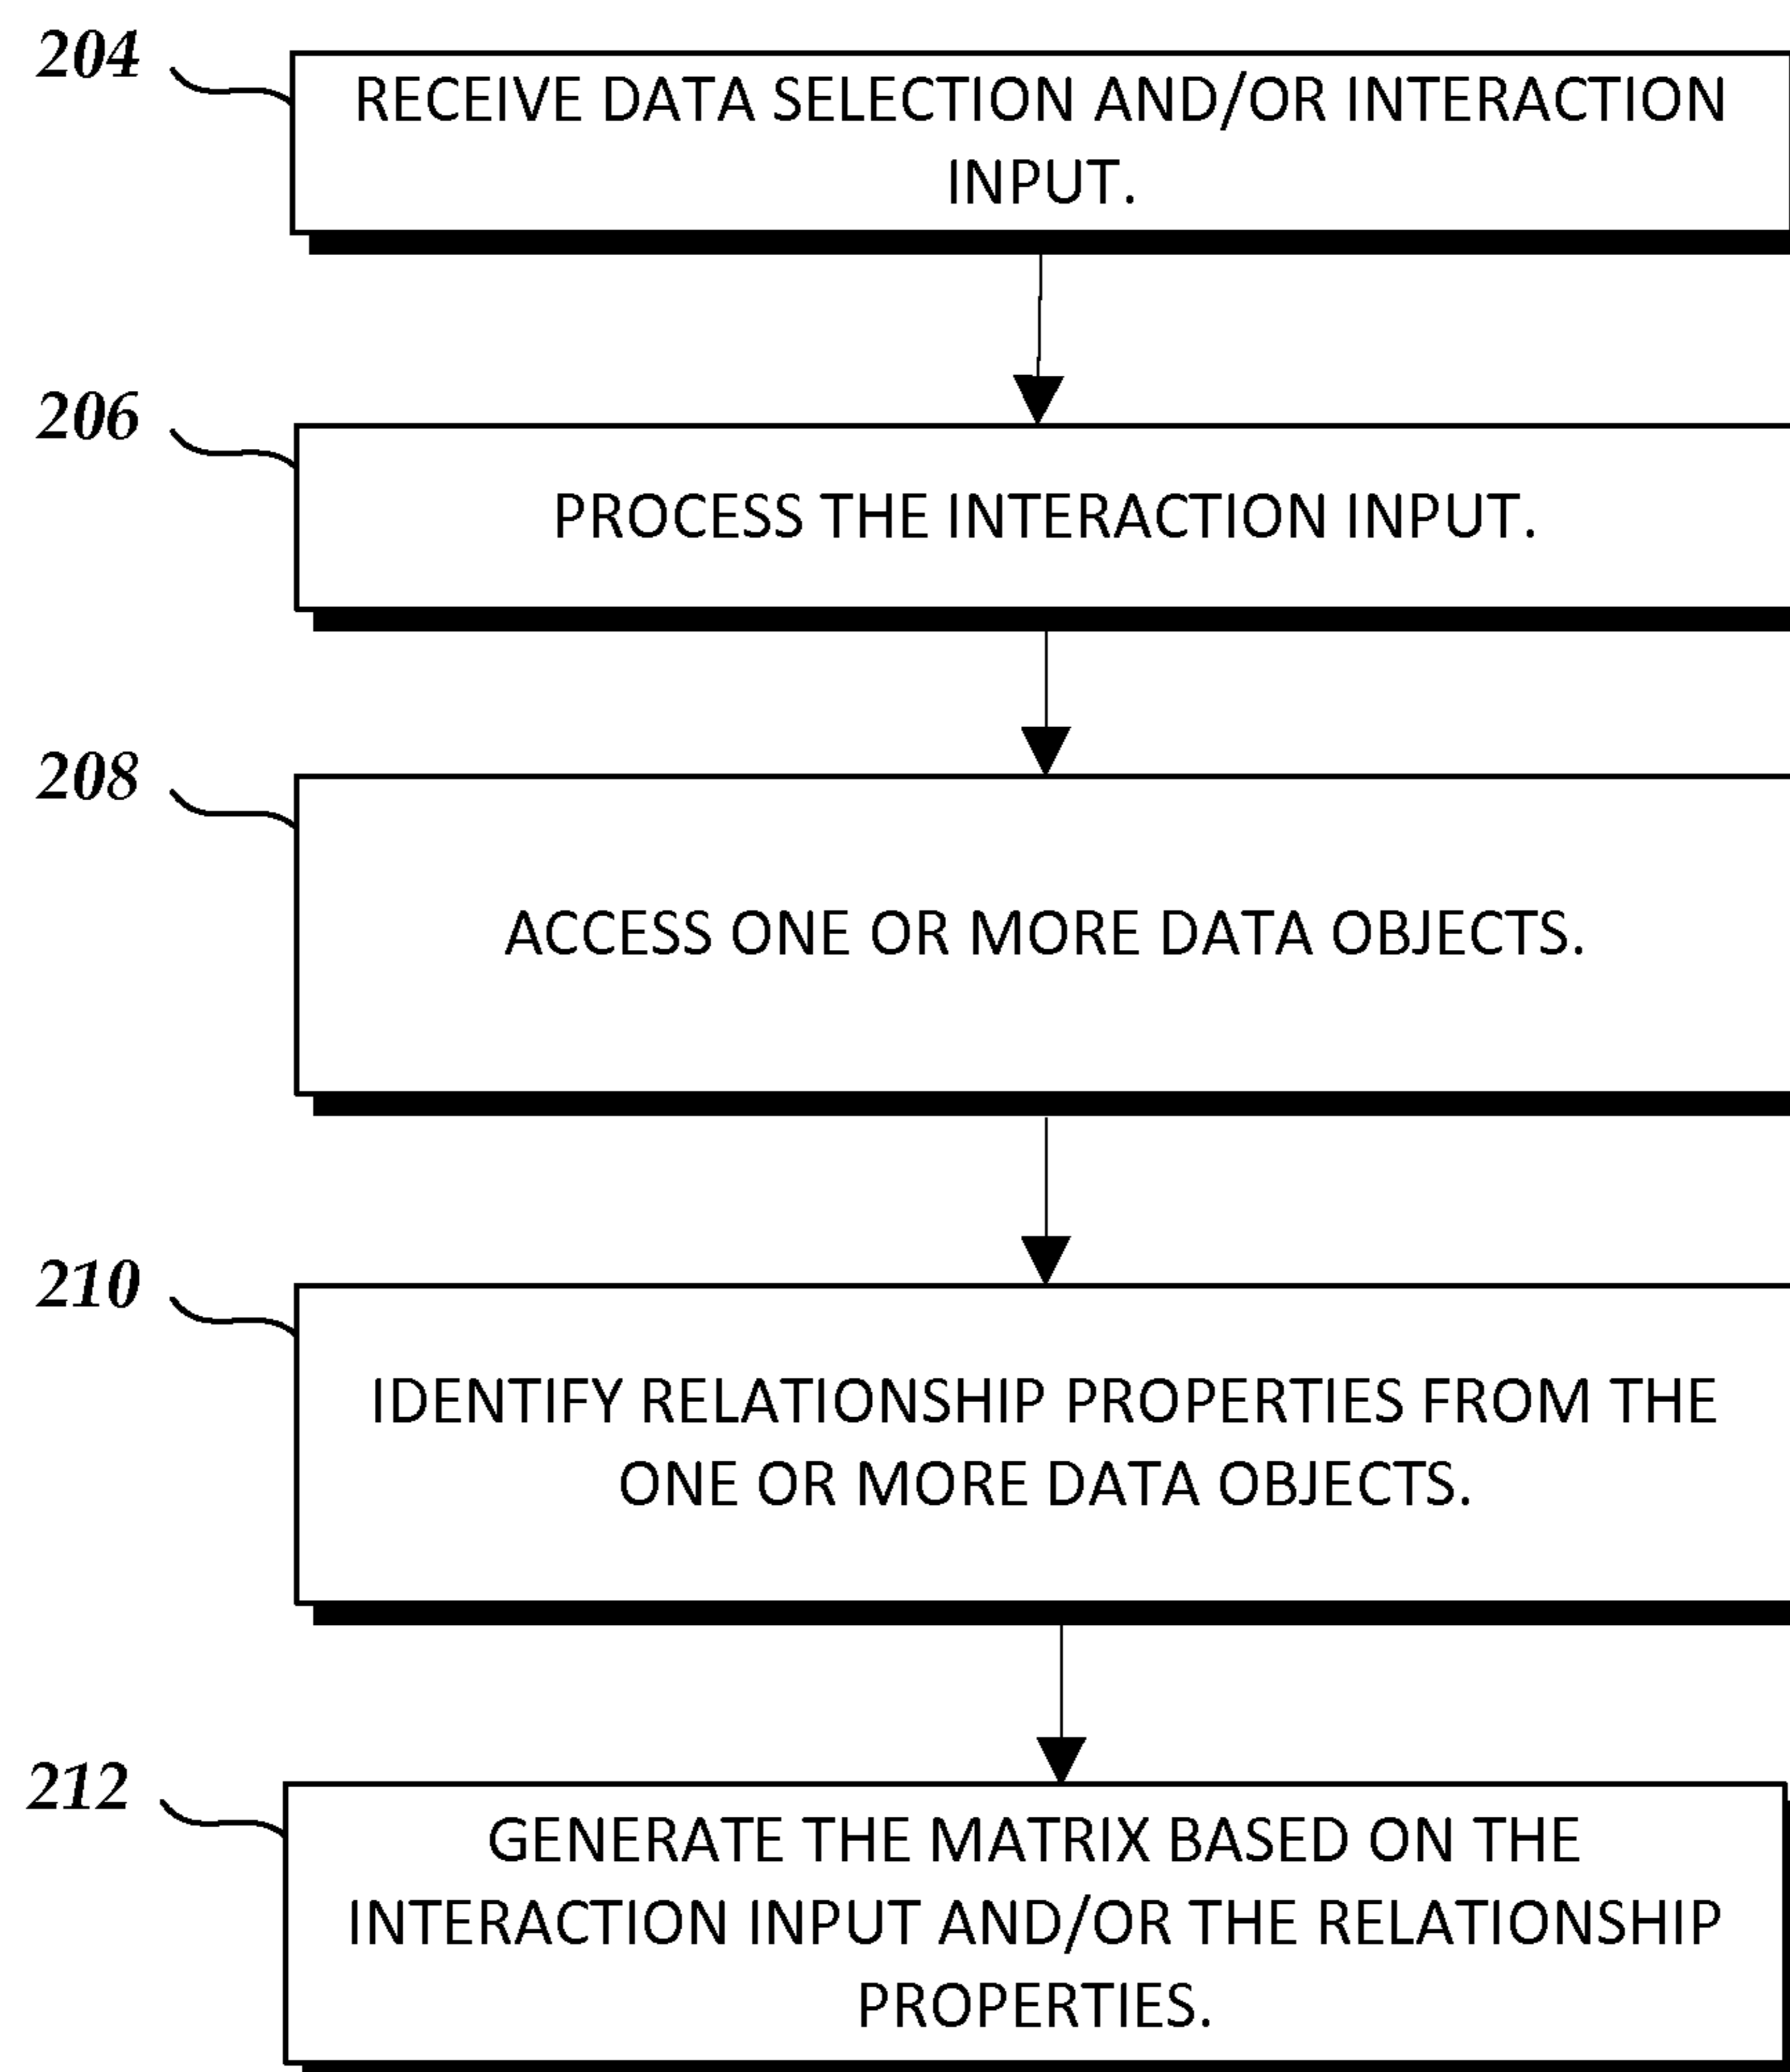 204
RECEIVE DATA SELECTION AND/OR INTERACTION
INPUT.
206
PROCESS THE INTERACTION INPUT.
208
ACCESS ONE OR MORE DATA OBJECTS.
210
IDENTIFY RELATIONSHIP PROPERTIES FROM THE
ONE OR MORE DATA OBJECTS.
212
GENERATE THE MATRIX BASED ON THE
INTERACTION INPUT AND/OR THE RELATIONSHIP
PROPERTIES.